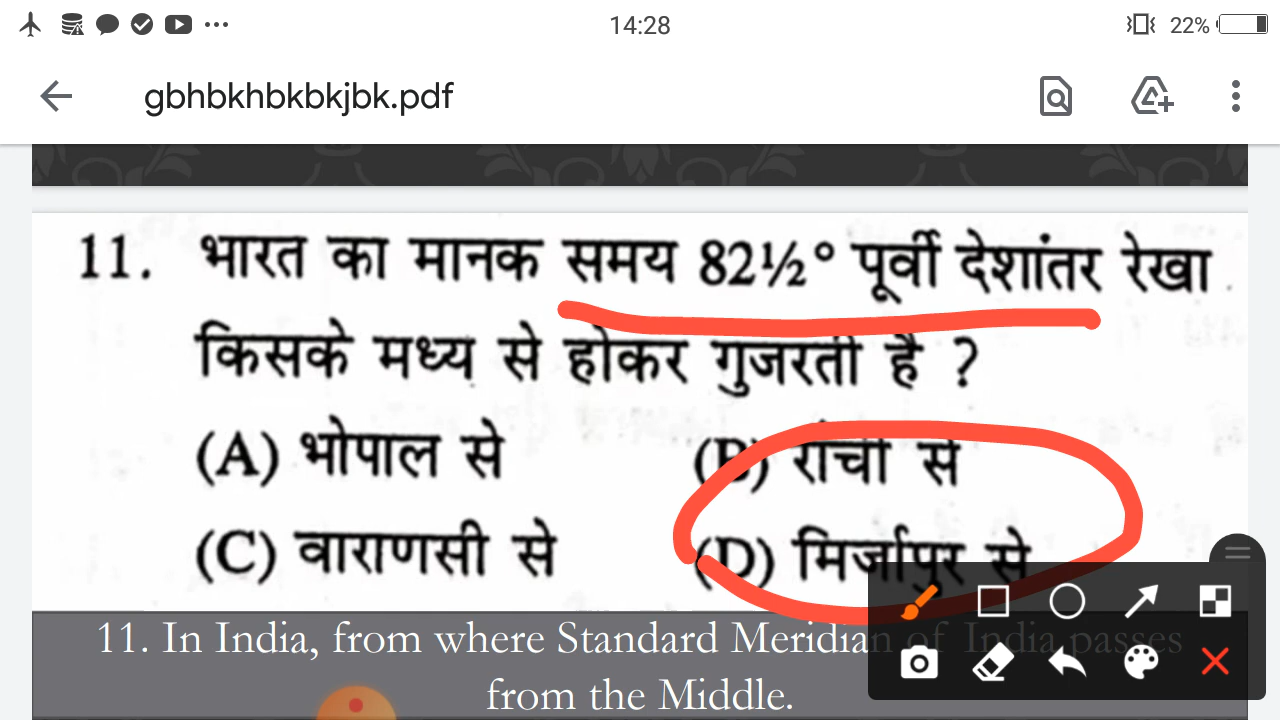 14:28
22%
gbhbkhbkbkjbk.pdf
11. भारत का मानक समय 82½° पूर्वी देशांतर रेखा
किसके मध्य से होकर गुजरती है ?
(A) भोपाल से (B) रांची से
(C) वाराणसी से (D) मिर्जापुर से
11. In India, from where Standard Meridian of India passes
from the Middle.